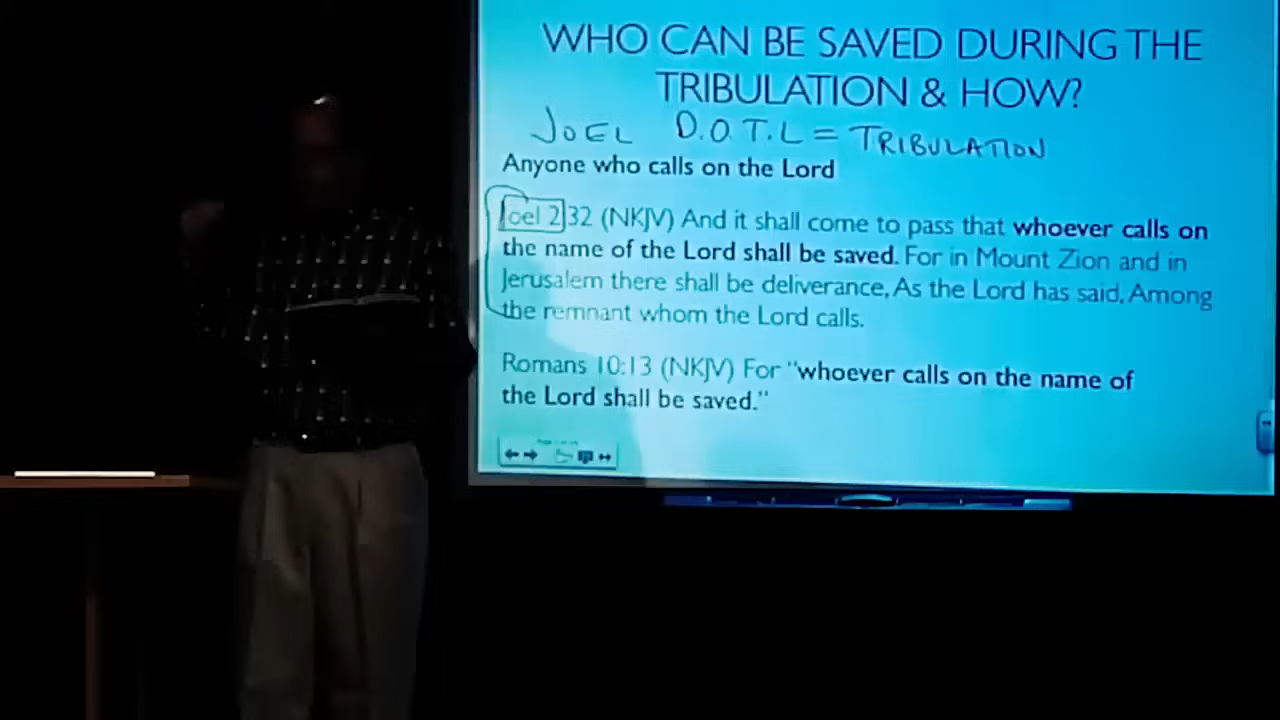 WHO CAN BE SAVED DURING THE
TRIBULATION & HOW?
JOEL D.O.T.L = TRIBULATION
Anyone who calls on the Lord
Joel 2:32 (NKJV) And it shall come to pass that whoever calls on
the name of the Lord shall be saved. For in Mount Zion and in
Jerusalem there shall be deliverance, As the Lord has said, Among
the remnant whom the Lord calls.
Romans 10:13 (NKJV) For "whoever calls on the name of
the Lord shall be saved."